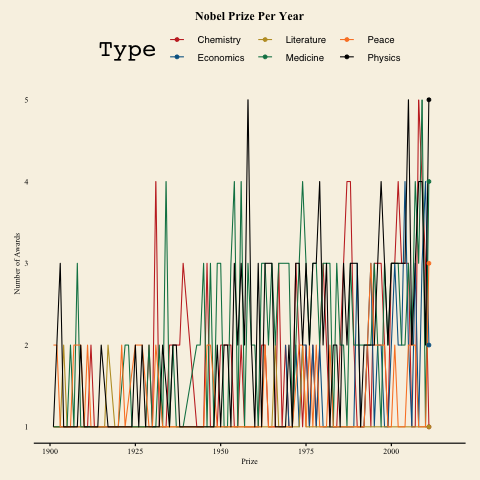 Nobel Prize Per Year
Type
Chemistry
Literature
Peace
Economics
Medicine
Physics
Number of Awards
5
4
3
2
1
1900
1925
1950
1975
2000
Prize